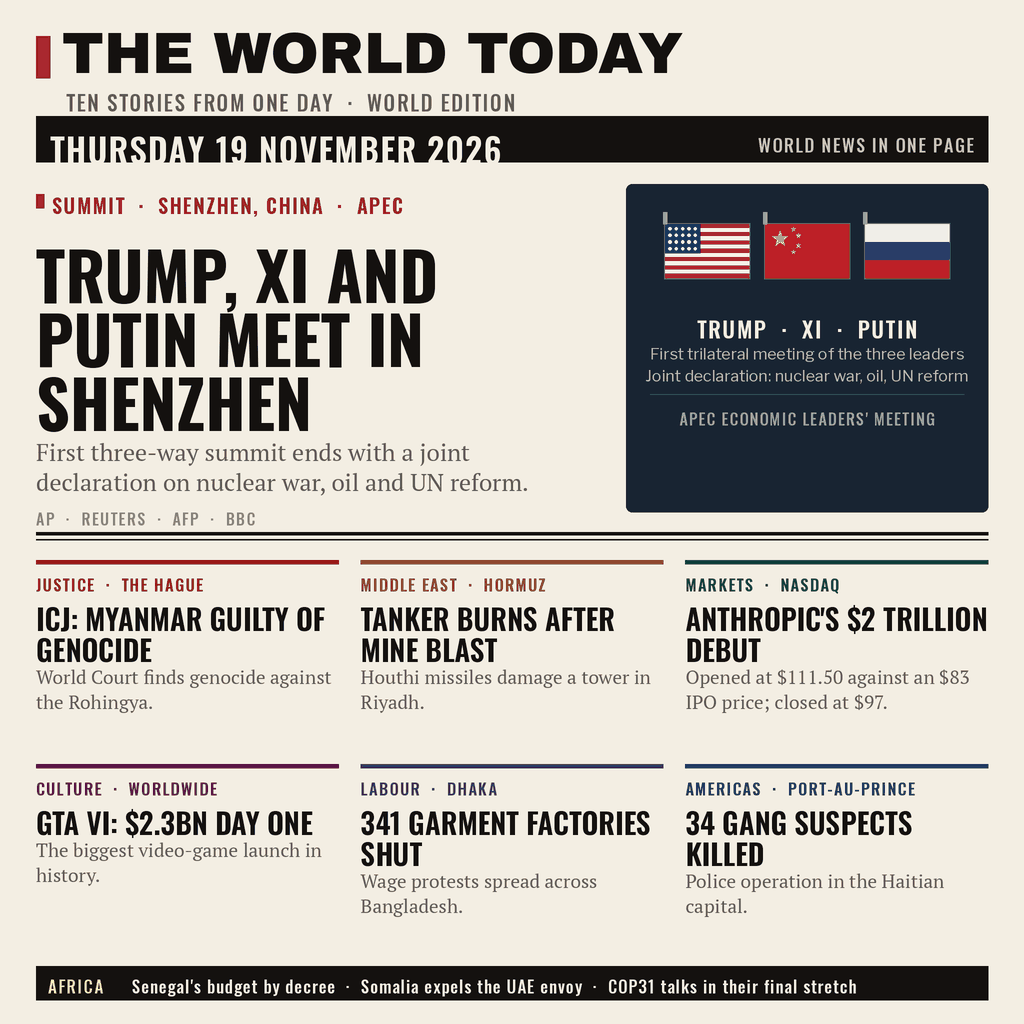 THE WORLD TODAY
TEN STORIES FROM ONE DAY · WORLD EDITION
THURSDAY 19 NOVEMBER 2026
WORLD NEWS IN ONE PAGE
SUMMIT · SHENZHEN, CHINA · APEC
TRUMP, XI AND
PUTIN MEET IN
SHENZHEN
First three-way summit ends with a joint
declaration on nuclear war, oil and UN reform.
AP · REUTERS · AFP · BBC
TRUMP · XI · PUTIN
First trilateral meeting of the three leaders
Joint declaration: nuclear war, oil, UN reform
APEC ECONOMIC LEADERS' MEETING
JUSTICE · THE HAGUE
ICJ: MYANMAR GUILTY OF
GENOCIDE
World Court finds genocide against
the Rohingya.
MIDDLE EAST · HORMUZ
TANKER BURNS AFTER
MINE BLAST
Houthi missiles damage a tower in
Riyadh.
MARKETS · NASDAQ
ANTHROPIC'S $2 TRILLION
DEBUT
Opened at $111.50 against an $83
IPO price; closed at $97.
CULTURE · WORLDWIDE
GTA VI: $2.3BN DAY ONE
The biggest video-game launch in
history.
LABOUR · DHAKA
341 GARMENT FACTORIES
SHUT
Wage protests spread across
Bangladesh.
AMERICAS · PORT-AU-PRINCE
34 GANG SUSPECTS
KILLED
Police operation in the Haitian
capital.
AFRICA
Senegal's budget by decree · Somalia expels the UAE envoy · COP31 talks in their final stretch